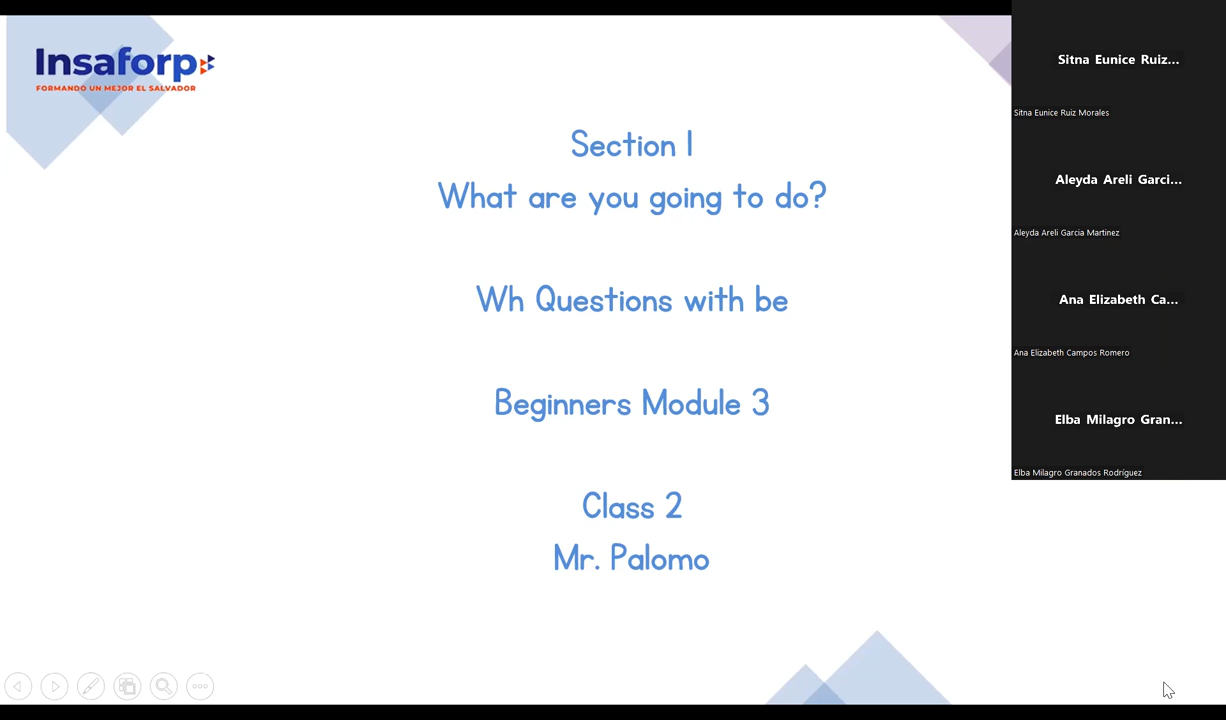 Insaforp
FORMANDO UN MEJOR EL SALVADOR
Section 1
What are you going to do?
Wh Questions with be
Beginners Module 3
Class 2
Mr. Palomo
Sitna Eunice Ruiz...
Sitna Eunice Ruiz Morales
Aleyda Areli Garci...
Aleyda Areli Garcia Martinez
Ana Elizabeth Ca...
Ana Elizabeth Campos Romero
Elba Milagro Gran...
Elba Milagro Granados Rodríguez